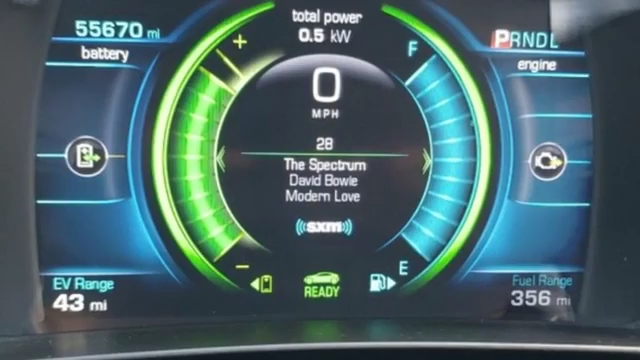 total power
55670 mi
0.5 kW
PRNDL
battery
+
F
engine
0
MPH
28
The Spectrum
David Bowie
Modern Love
((sxm))
−
E
EV Range
READY
Fuel Range
43 mi
356 mi